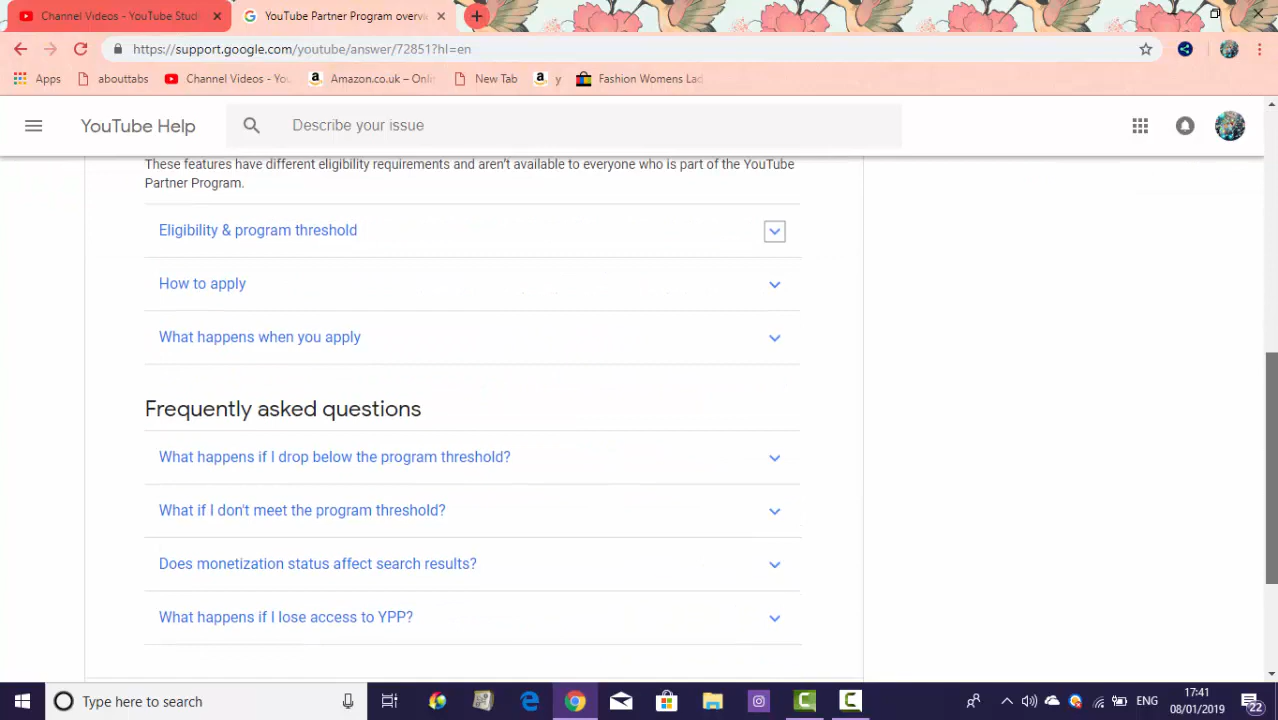 Channel Videos - YouTube Studi
YouTube Partner Program overvi
https://support.google.com/youtube/answer/72851?hl=en
Apps
abouttabs
Channel Videos - You
Amazon.co.uk – Onli
New Tab
y
Fashion Womens Lad
YouTube Help
Describe your issue
These features have different eligibility requirements and aren't available to everyone who is part of the YouTube
Partner Program.
Eligibility & program threshold
How to apply
What happens when you apply
Frequently asked questions
What happens if I drop below the program threshold?
What if I don't meet the program threshold?
Does monetization status affect search results?
What happens if I lose access to YPP?
Type here to search
ENG
17:41
08/01/2019
22